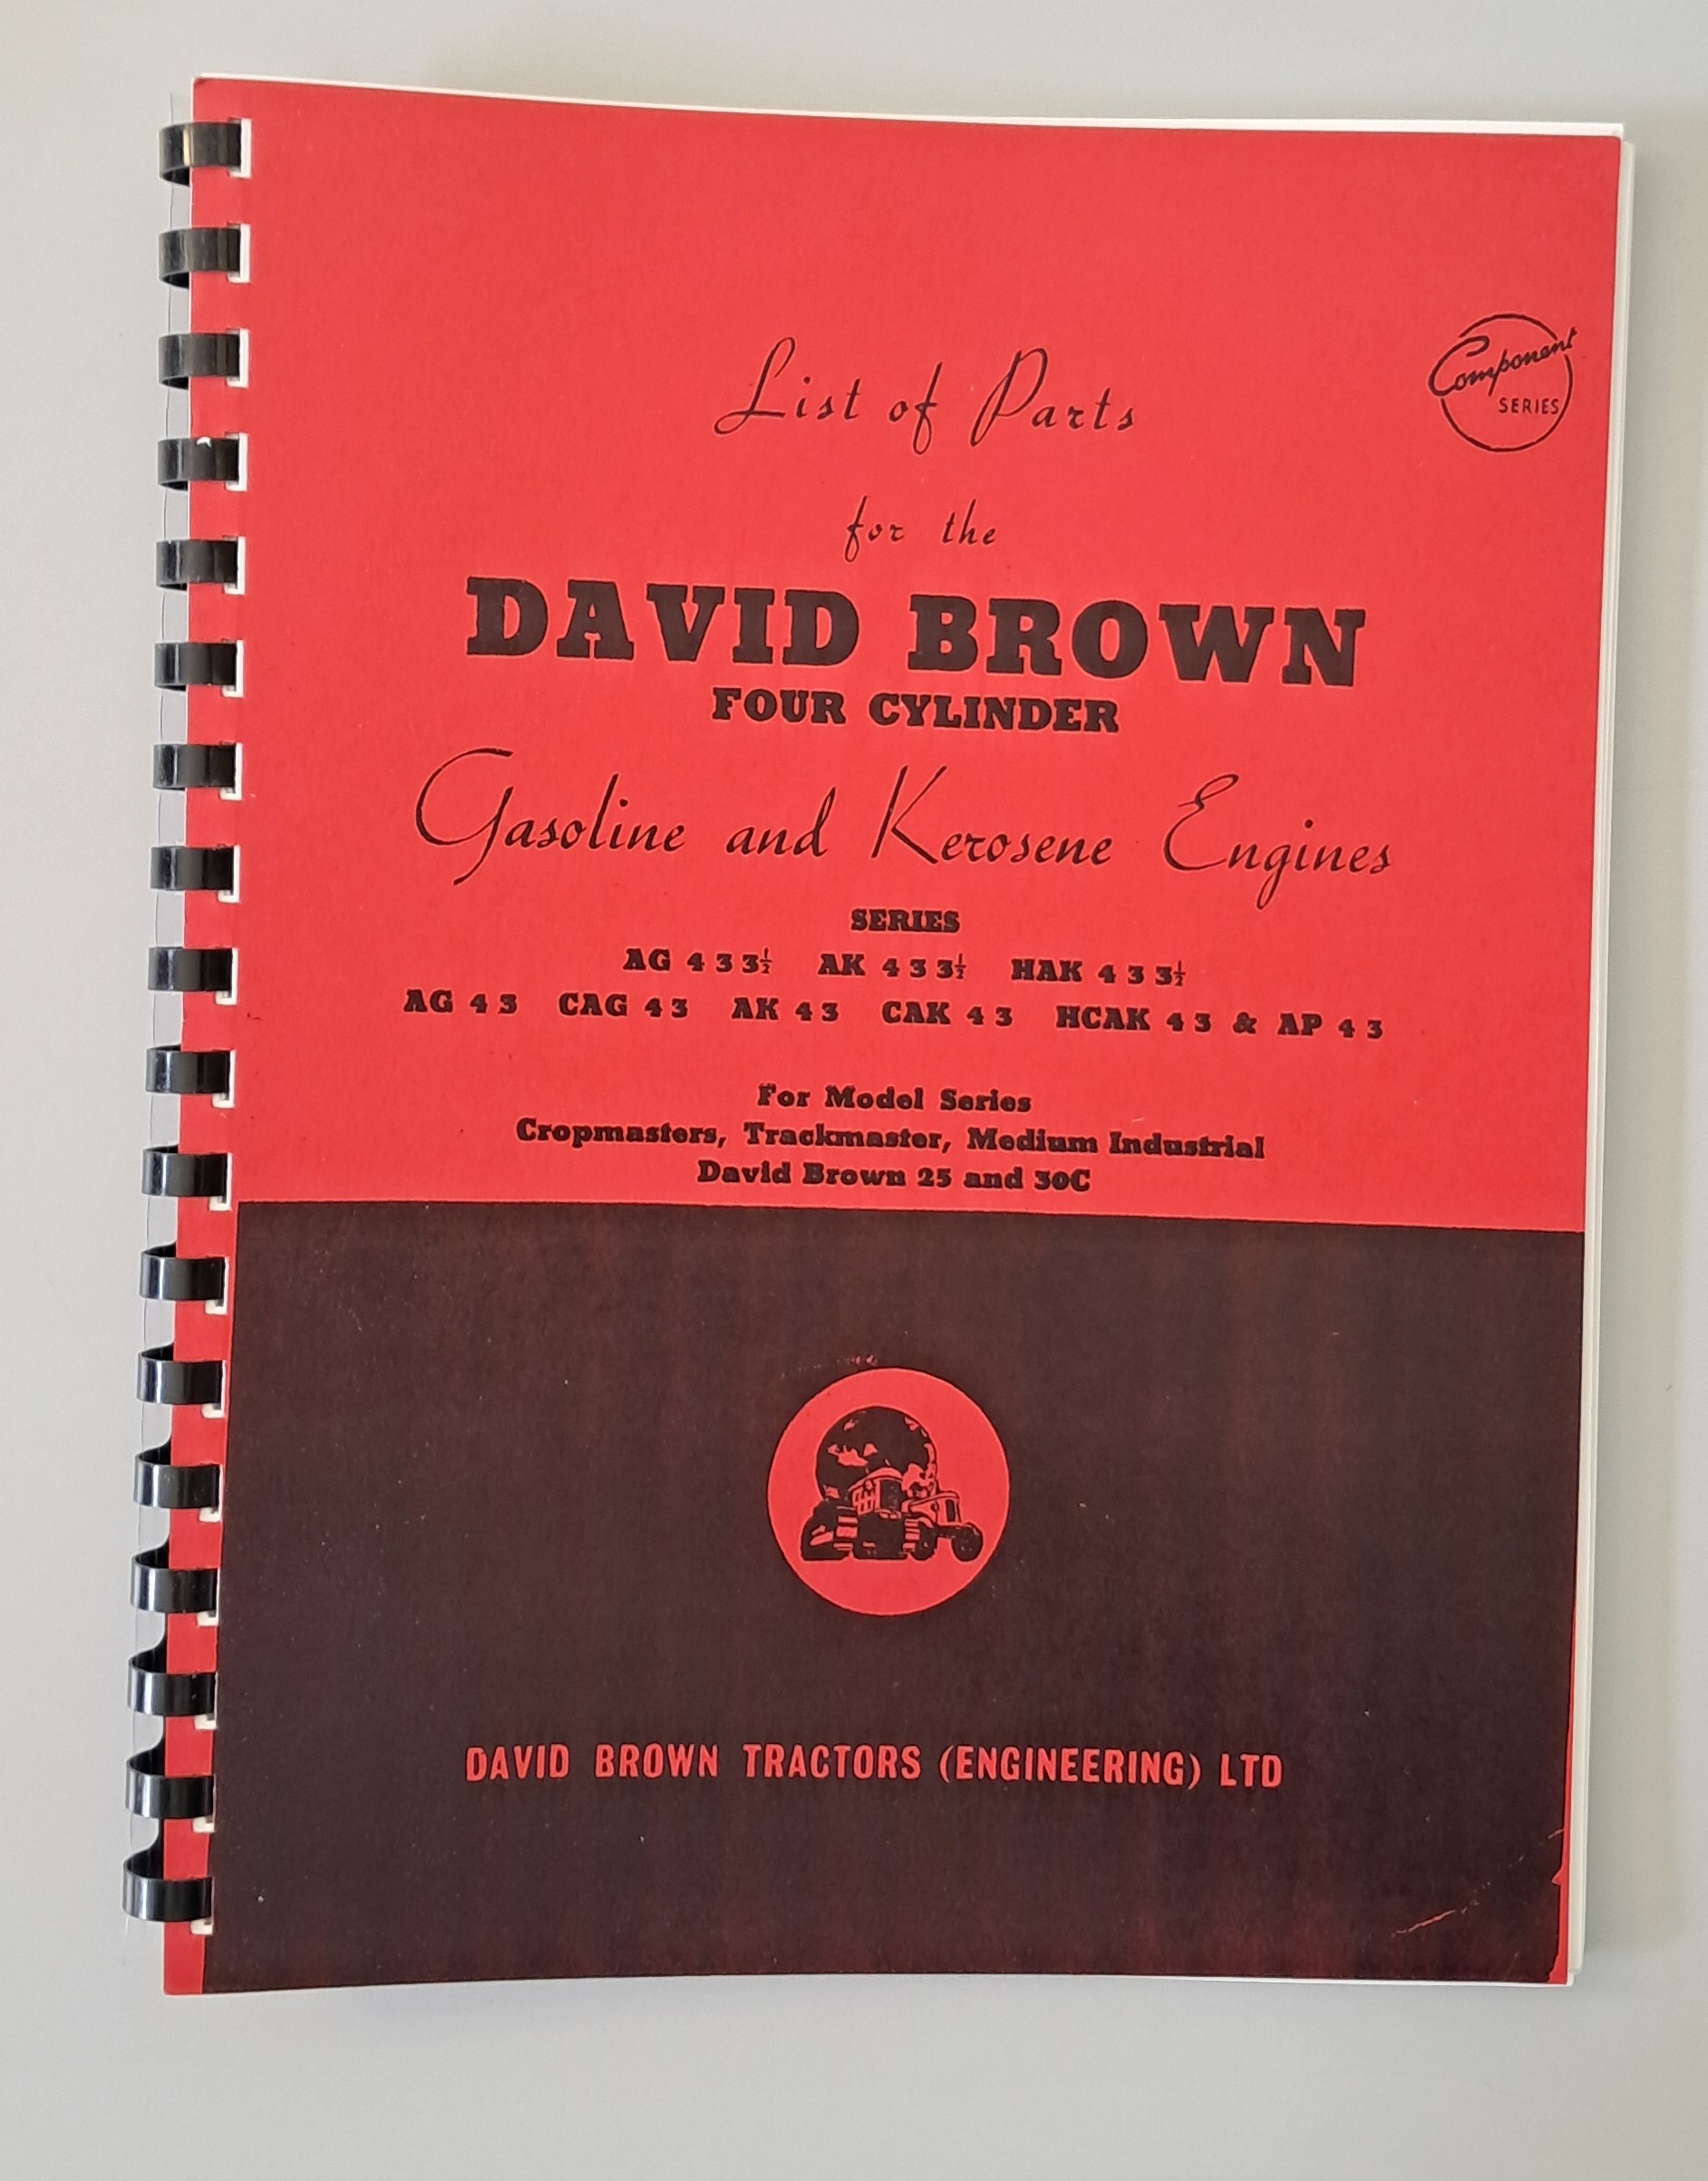 Component
SERIES
List of Parts
for the
DAVID BROWN
FOUR CYLINDER
Gasoline and Kerosene Engines
SERIES
AG 4 3 3½ AK 4 3 3½ HAK 4 3 3½
AG 4 3 CAG 4 3 AK 4 3 CAK 4 3 HCAK 4 3 & AP 4 3
For Model Series
Cropmasters, Trackmaster, Medium Industrial
David Brown 25 and 30C
DAVID BROWN TRACTORS (ENGINEERING) LTD